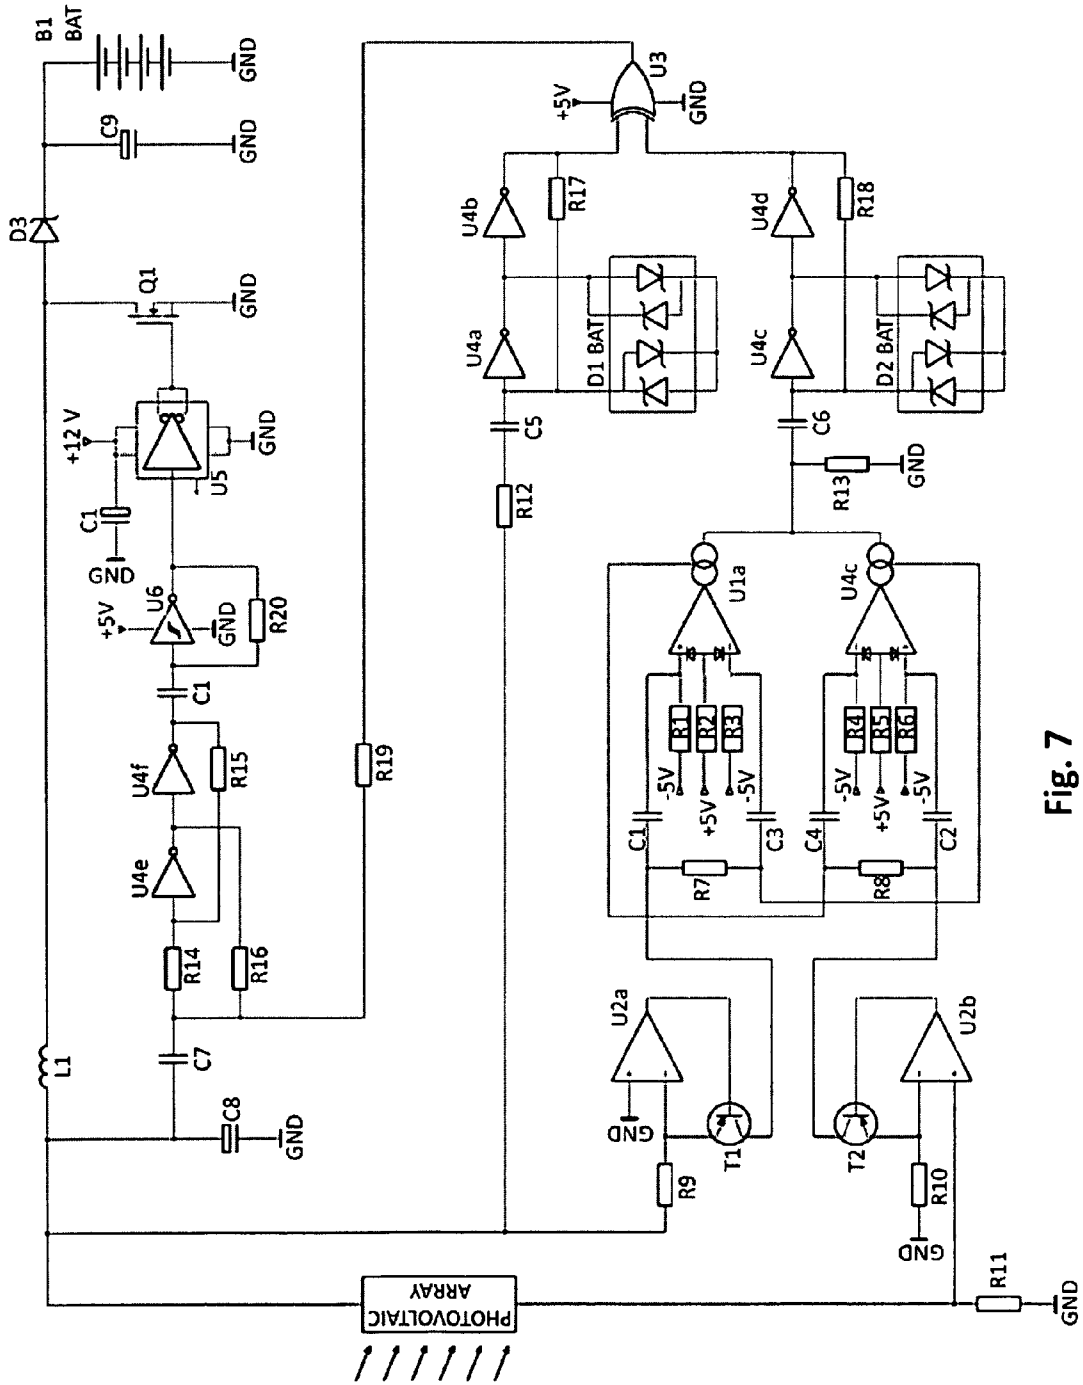 B1
BAT
GND
C9
GND
D3
Q1
GND
+12 V
GND
U5
C1
GND
U6
+5V
GND
R20
C1
U4f
R15
U4e
R14
R16
L1
C7
C8
GND
R19
U3
+5V
GND
U4b
R17
U4a
D1 BAT
C5
R12
U4d
R18
U4c
D2 BAT
C6
R13
GND
U1a
R1
R2
R3
-5V
+5V
-5V
C1
C3
R7
U4c
R4
R5
R6
-5V
+5V
-5V
C4
C2
R8
U2a
GND
T1
R9
U2b
T2
R10
GND
PHOTOVOLTAIC
ARRAY
R11
GND
Fig. 7